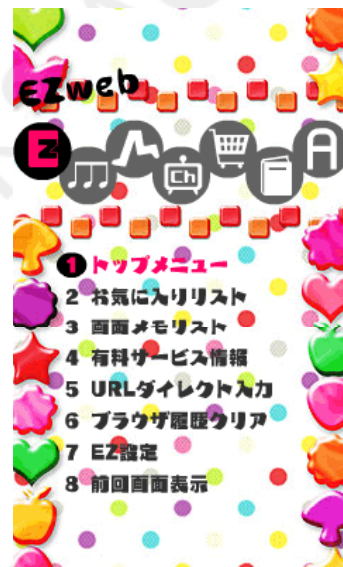 EZweb
E
Ch
A
1 トップメニュー
2 お気に入りリスト
3 画面メモリスト
4 有料サービス情報
5 URLダイレクト入力
6 ブラウザ履歴クリア
7 EZ設定
8 前回画面表示